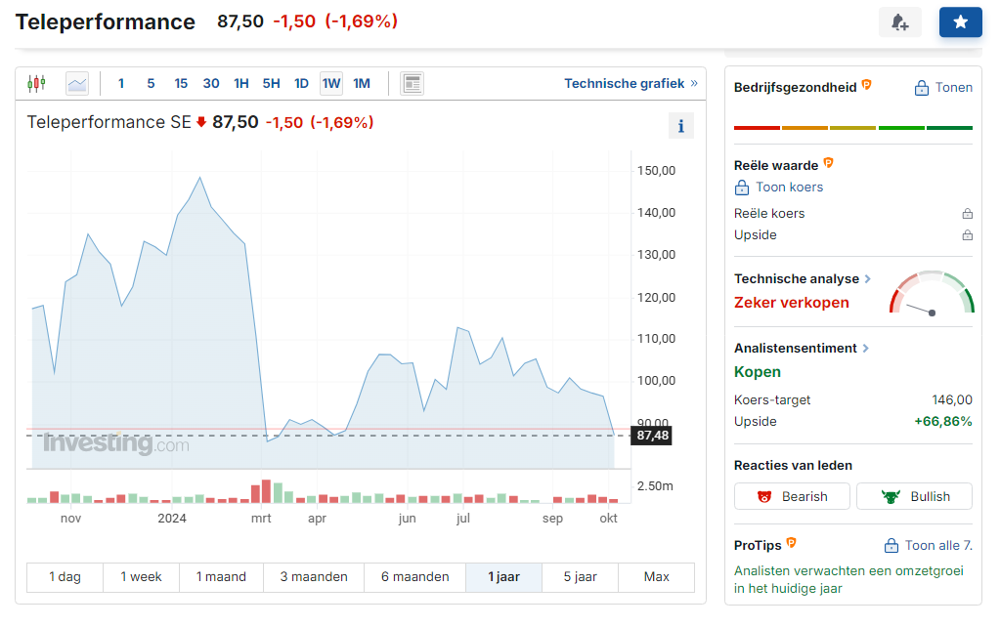 Teleperformance 87,50 -1,50 (-1,69%)
1 5 15 30 1H 5H 1D 1W 1M Technische grafiek »
Teleperformance SE 87,50 -1,50 (-1,69%)
i
150,00
140,00
130,00
120,00
110,00
100,00
90,00
87,48
Investing.com
2.50m
nov 2024 mrt apr jun jul sep okt
1 dag 1 week 1 maand 3 maanden 6 maanden 1 jaar 5 jaar Max
Bedrijfsgezondheid P Tonen
Reële waarde P
Toon koers
Reële koers
Upside
Technische analyse
Zeker verkopen
Analistensentiment
Kopen
Koers-target 146,00
Upside +66,86%
Reacties van leden
Bearish Bullish
ProTips P Toon alle 7.
Analisten verwachten een omzetgroei
in het huidige jaar